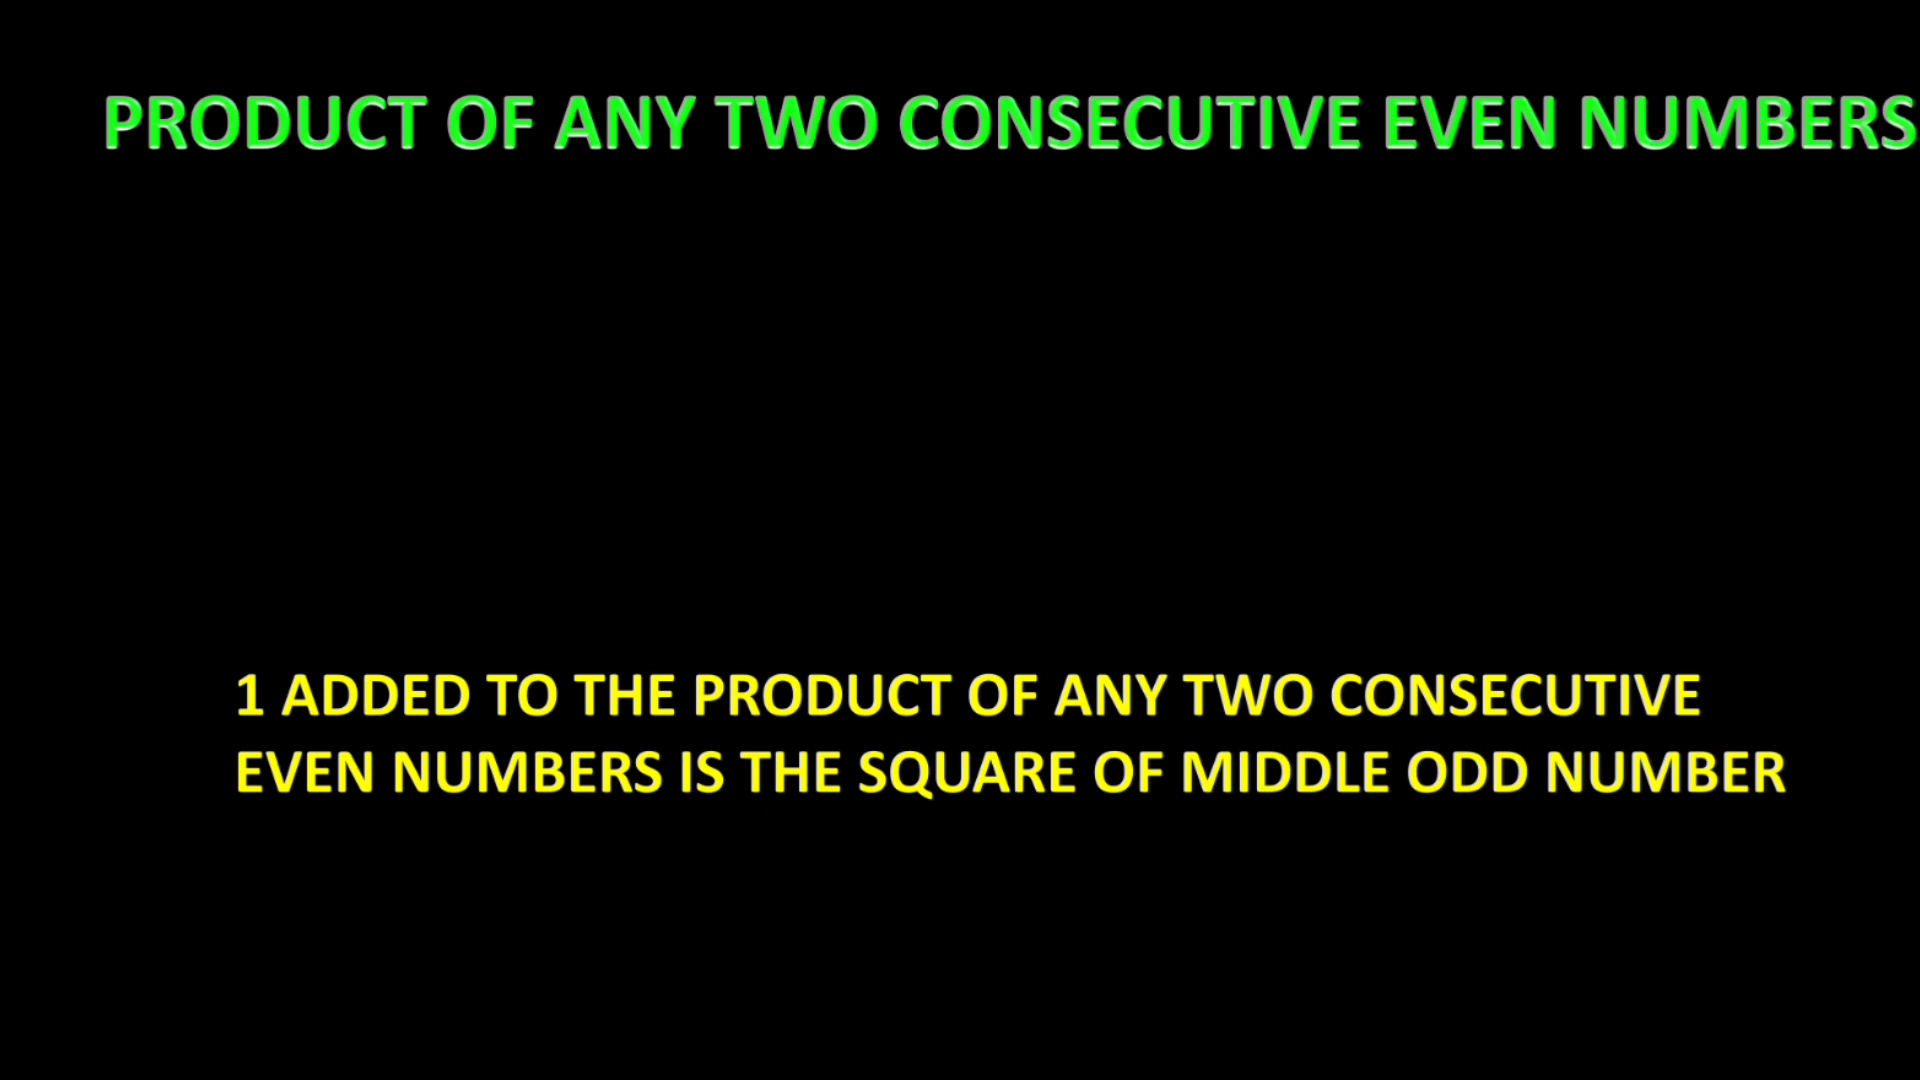 PRODUCT OF ANY TWO CONSECUTIVE EVEN NUMBERS
1 ADDED TO THE PRODUCT OF ANY TWO CONSECUTIVE
EVEN NUMBERS IS THE SQUARE OF MIDDLE ODD NUMBER